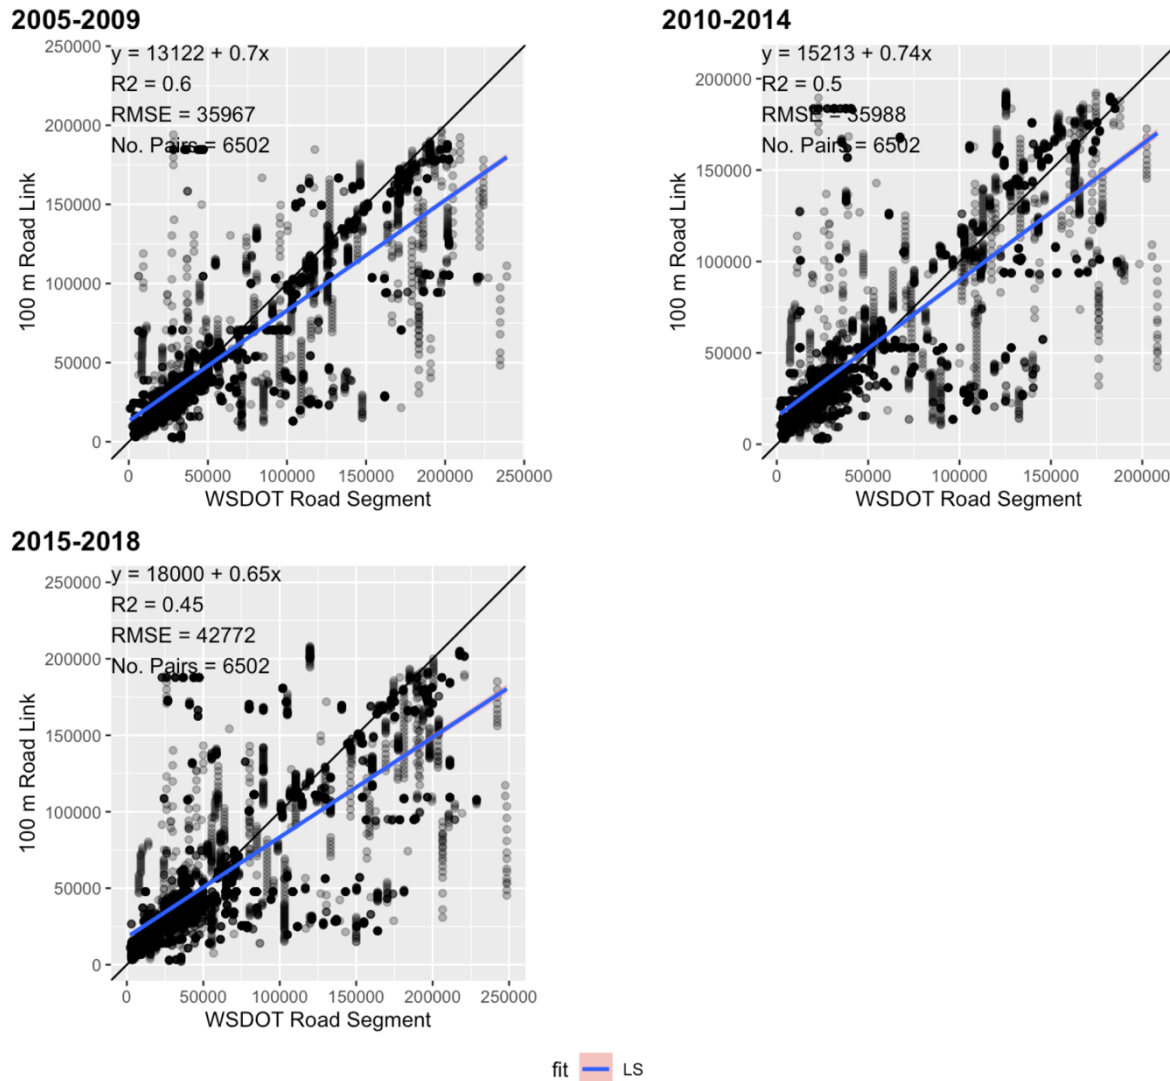 2005-2009
y = 13122 + 0.7x
R2 = 0.6
RMSE = 35967
No. Pairs = 6502
250000
200000
150000
100000
50000
0
100 m Road Link
0 50000 100000 150000 200000 250000
WSDOT Road Segment
2010-2014
y = 15213 + 0.74x
R2 = 0.5
RMSE = 35988
No. Pairs = 6502
200000
150000
100000
50000
0
100 m Road Link
0 50000 100000 150000 200000
WSDOT Road Segment
2015-2018
y = 18000 + 0.65x
R2 = 0.45
RMSE = 42772
No. Pairs = 6502
250000
200000
150000
100000
50000
0
100 m Road Link
0 50000 100000 150000 200000 250000
WSDOT Road Segment
fit LS